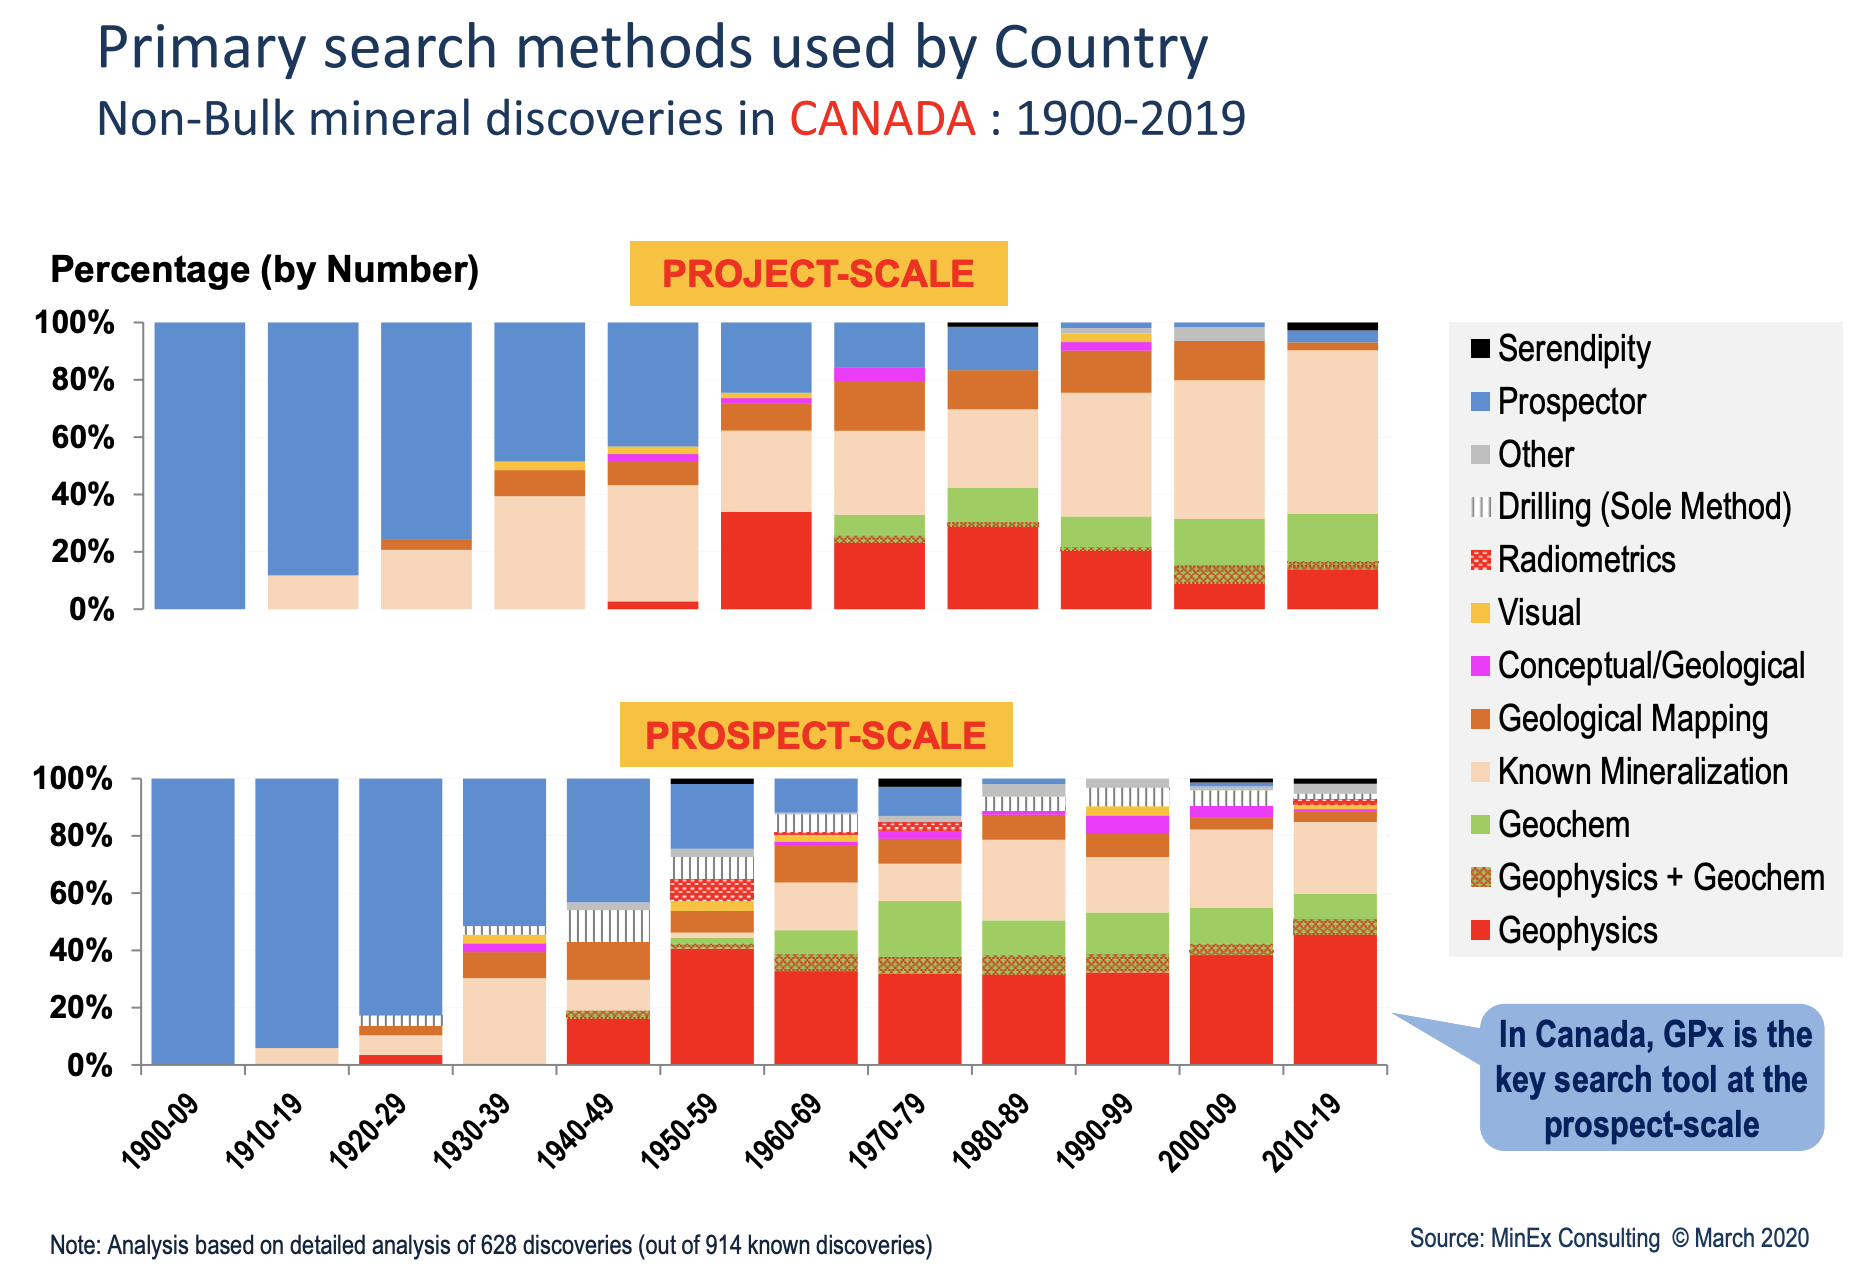 Primary search methods used by Country
Non-Bulk mineral discoveries in CANADA : 1900-2019
Percentage (by Number)
PROJECT-SCALE
100%
80%
60%
40%
20%
0%
Serendipity
Prospector
Other
Drilling (Sole Method)
Radiometrics
Visual
Conceptual/Geological
Geological Mapping
Known Mineralization
Geochem
Geophysics + Geochem
Geophysics
PROSPECT-SCALE
100%
80%
60%
40%
20%
0%
1900-09
1910-19
1920-29
1930-39
1940-49
1950-59
1960-69
1970-79
1980-89
1990-99
2000-09
2010-19
In Canada, GPx is the
key search tool at the
prospect-scale
Note: Analysis based on detailed analysis of 628 discoveries (out of 914 known discoveries)
Source: MinEx Consulting © March 2020